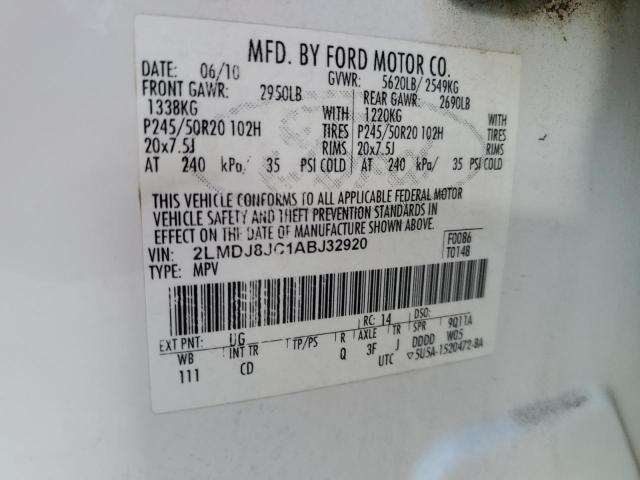 MFD. BY FORD MOTOR CO.
DATE: 06/10 GVWR: 5620LB/ 2549KG
FRONT GAWR: 2950LB REAR GAWR: 2690LB
1338KG WITH 1220KG WITH
P245/50R20 102H TIRES P245/50R20 102H TIRES
20x7.5J RIMS 20x7.5J RIMS
AT 240 kPa/ 35 PSI COLD AT 240 kPa/ 35 PSI COLD
THIS VEHICLE CONFORMS TO ALL APPLICABLE FEDERAL MOTOR
VEHICLE SAFETY AND THEFT PREVENTION STANDARDS IN
EFFECT ON THE DATE OF MANUFACTURE SHOWN ABOVE.
VIN: 2LMDJ8JC1ABJ32920 F0086
TYPE: MPV T0148
EXT PNT: UG RC: 14 DSO:
WB INT TR TP/PS R AXLE TR SPR 9Q11A
111 CD Q 3F J DDDD W05
UTC ▽5U5A-1520472-BA